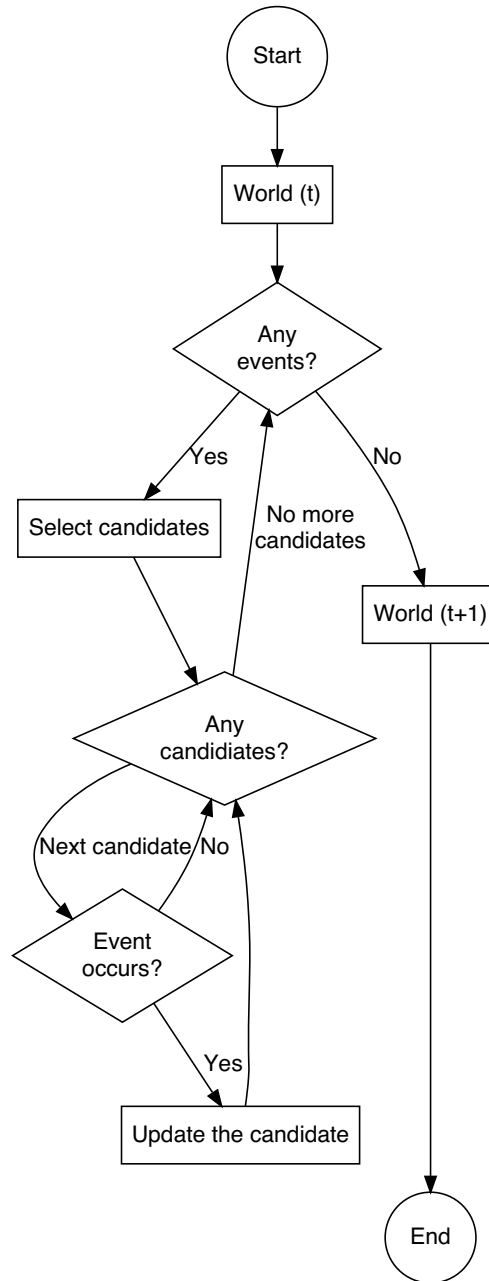 Start
World (t)
Any
events?
Yes
No
Select candidates
No more
candidates
World (t+1)
Any
candidiates?
Next candidate
No
Event
occurs?
Yes
Update the candidate
End